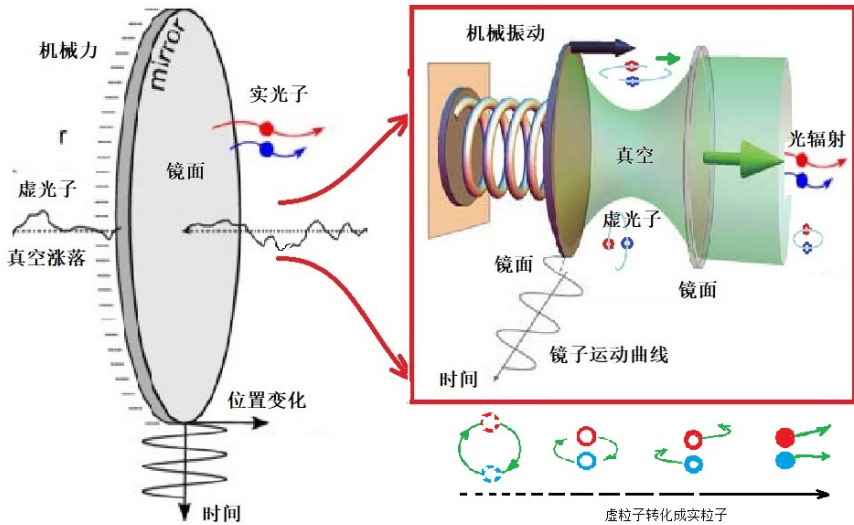 机械力
mirror
实光子
r
镜面
虚光子
真空涨落
位置变化
时间
机械振动
真空
光辐射
虚光子
镜面
镜面
镜子运动曲线
时间
虚粒子转化成实粒子